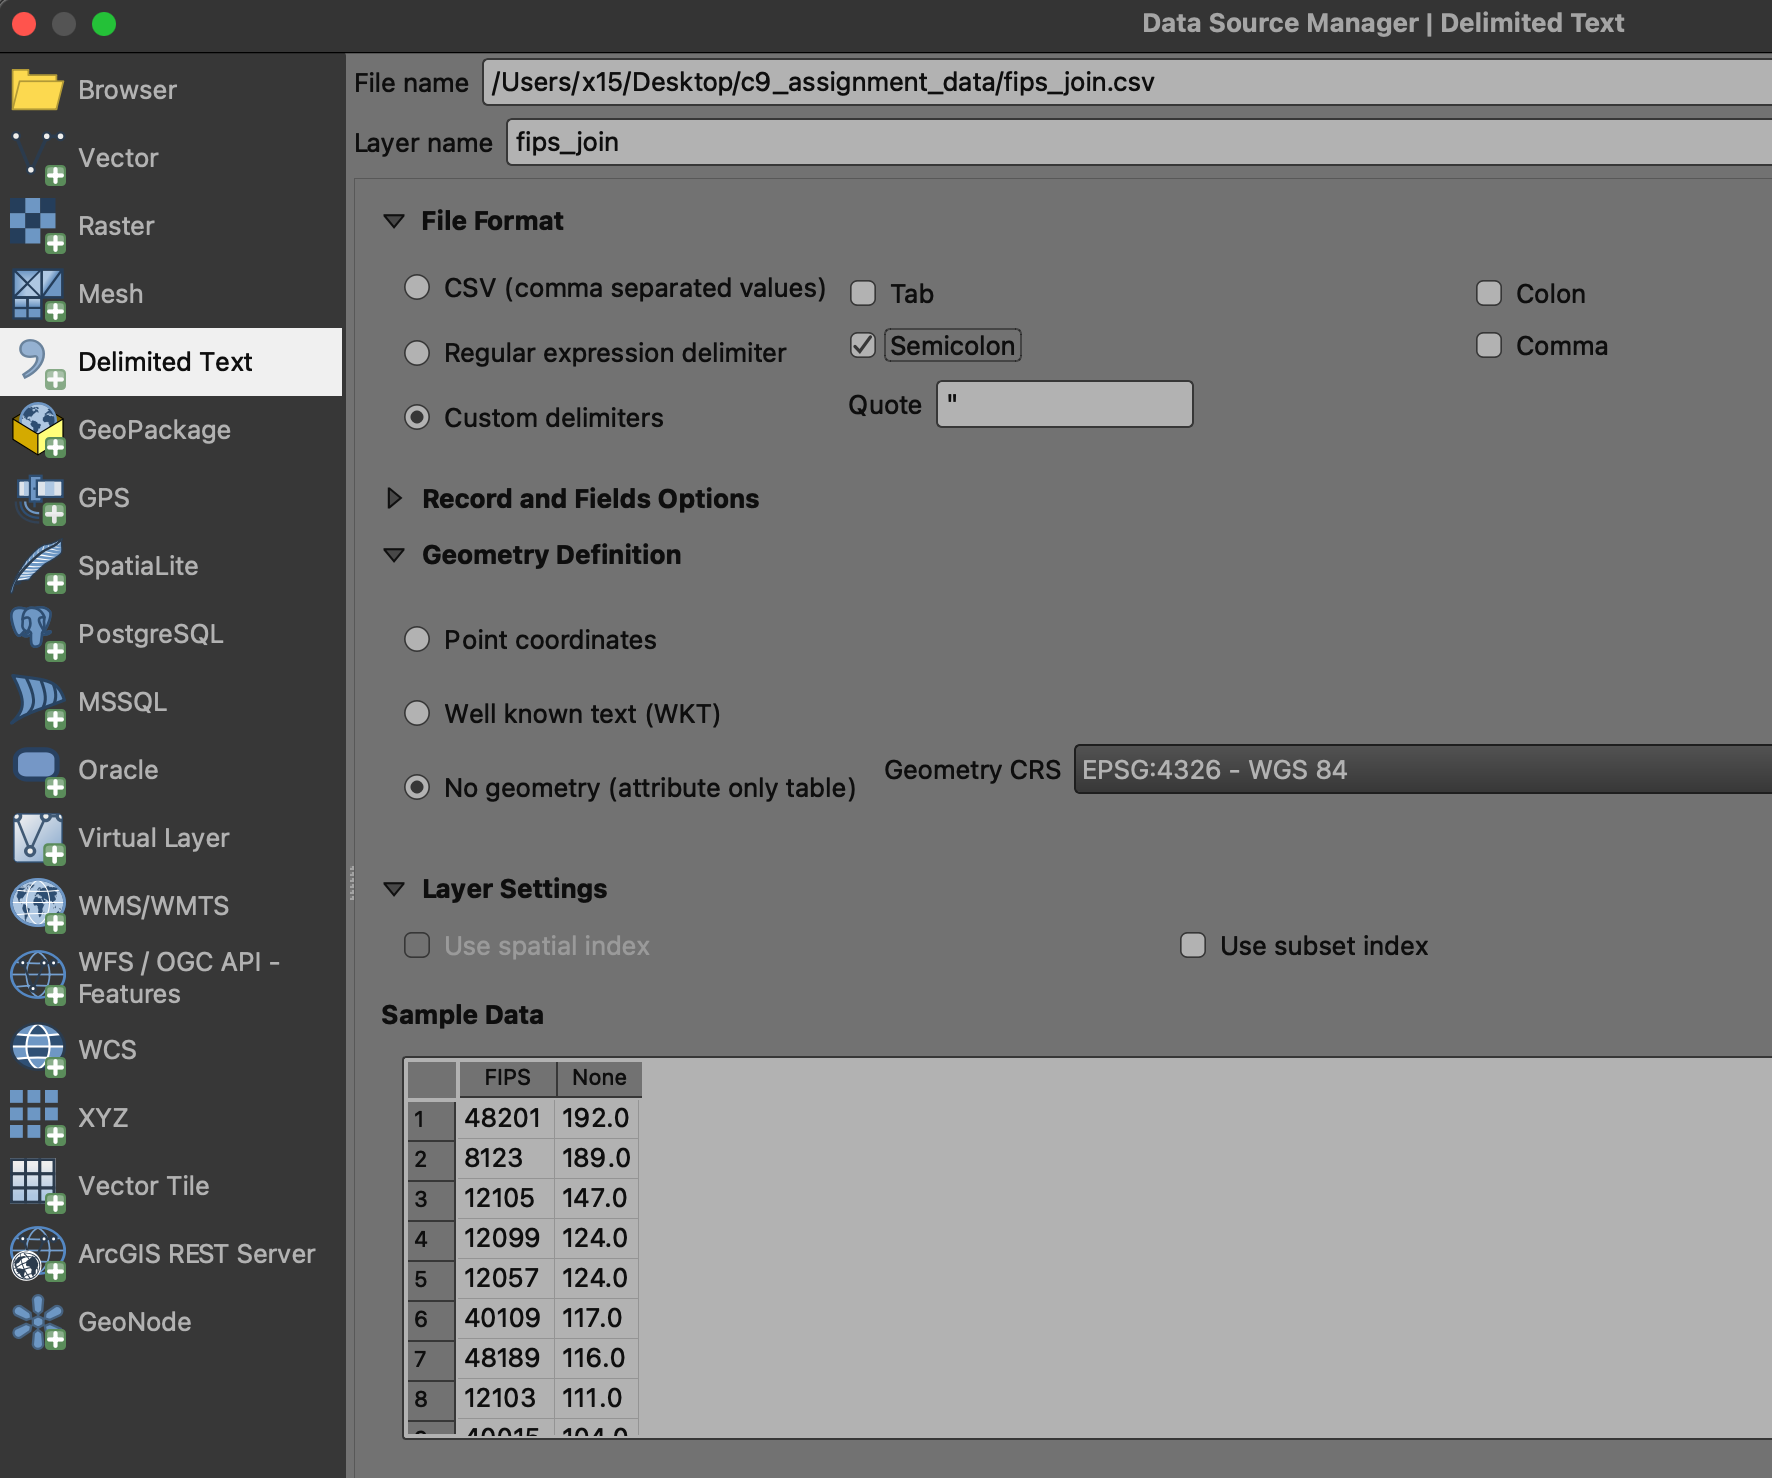 Data Source Manager | Delimited Text
Browser
Vector
Raster
Mesh
Delimited Text
GeoPackage
GPS
SpatiaLite
PostgreSQL
MSSQL
Oracle
Virtual Layer
WMS/WMTS
WFS / OGC API -
Features
WCS
XYZ
Vector Tile
ArcGIS REST Server
GeoNode
File name /Users/x15/Desktop/c9_assignment_data/fips_join.csv
Layer name fips_join
File Format
CSV (comma separated values) Tab Colon
Regular expression delimiter Semicolon Comma
Custom delimiters Quote "
Record and Fields Options
Geometry Definition
Point coordinates
Well known text (WKT)
No geometry (attribute only table) Geometry CRS EPSG:4326 - WGS 84
Layer Settings
Use spatial index Use subset index
Sample Data
FIPS None
1 48201 192.0
2 8123 189.0
3 12105 147.0
4 12099 124.0
5 12057 124.0
6 40109 117.0
7 48189 116.0
8 12103 111.0